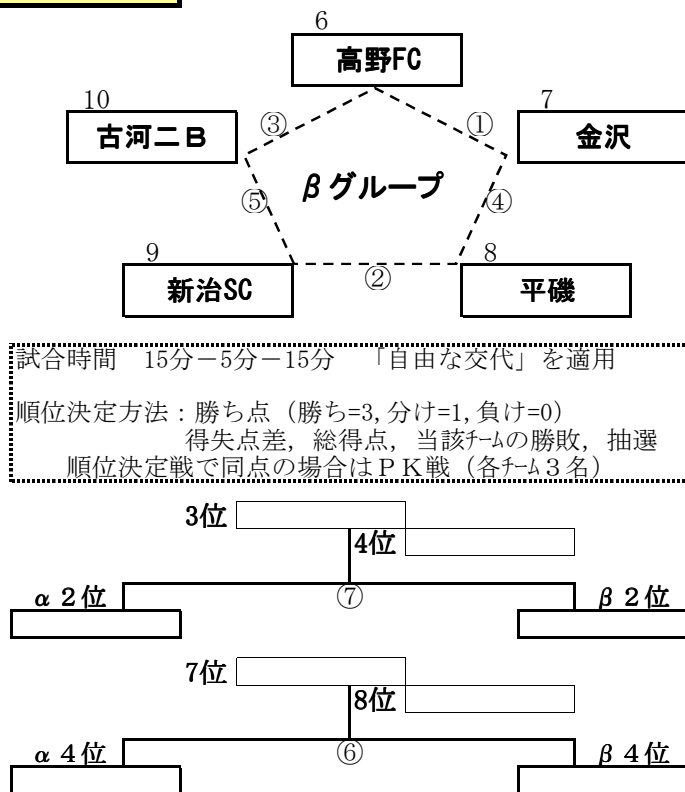 6
高野FC
10
古河二B
7
金沢
③
①
βグループ
⑤
④
9
新治SC
②
8
平磯
試合時間 15分－5分－15分 「自由な交代」を適用
順位決定方法：勝ち点（勝ち=3,分け=1,負け=0）
得失点差，総得点，当該ﾁｰﾑの勝敗，抽選
順位決定戦で同点の場合はＰＫ戦（各ﾁｰﾑ３名）
3位
4位
α２位
⑦
β２位
7位
8位
α４位
⑥
β４位